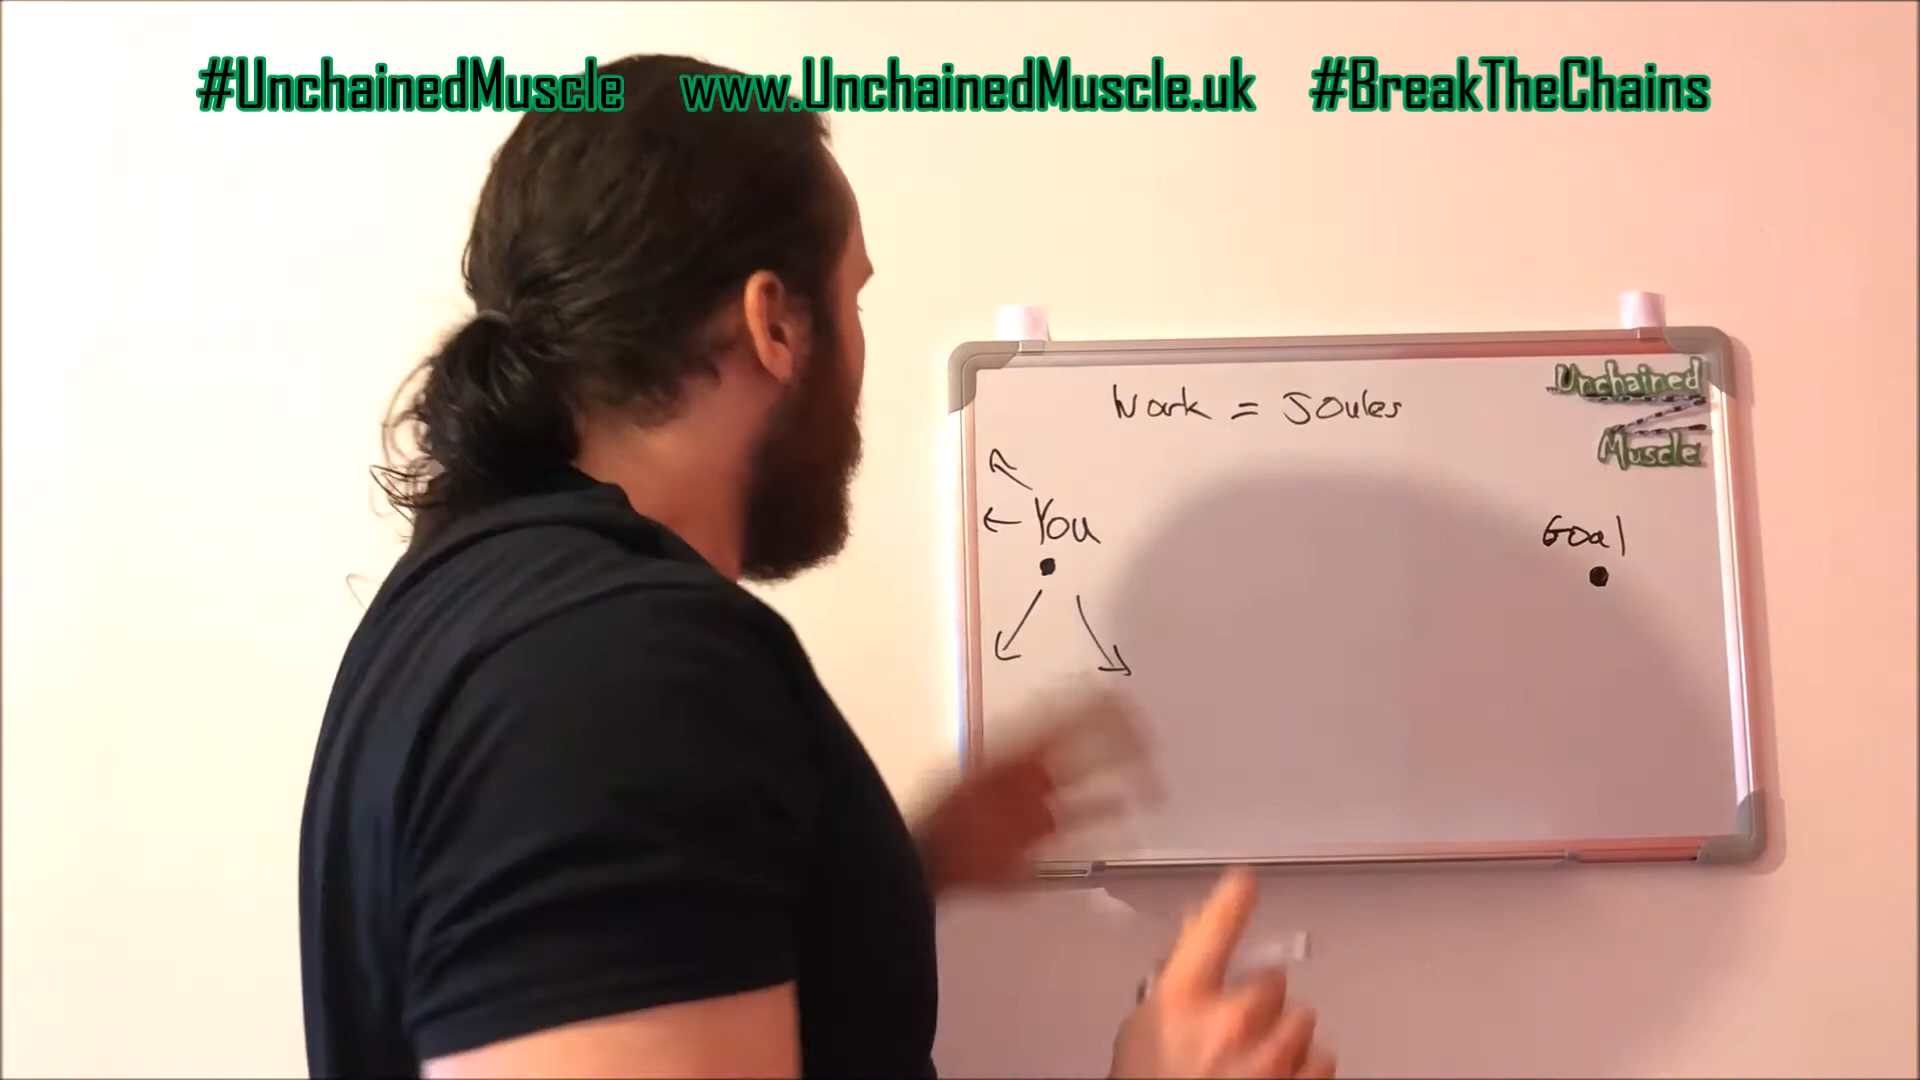 #UnchainedMuscle www.UnchainedMuscle.uk #BreakTheChains
Work = Joules
Unchained
Muscle
You
Goal